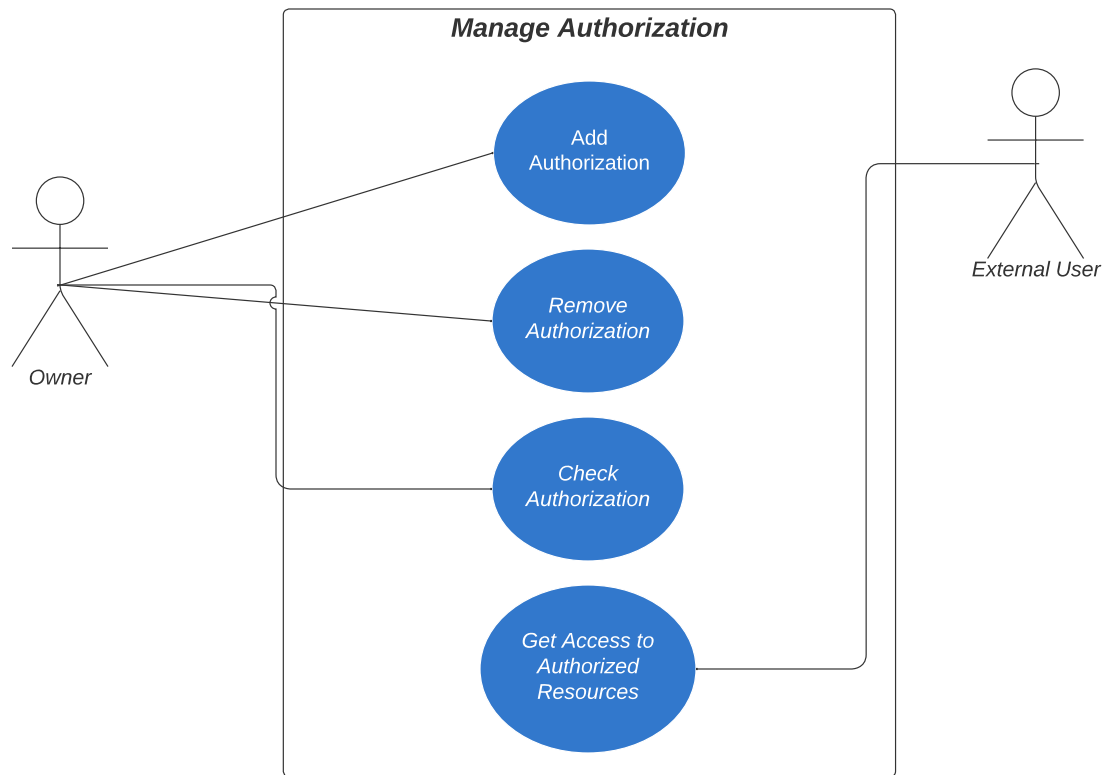 Manage Authorization
Add
Authorization
Remove
Authorization
Check
Authorization
Get Access to
Authorized
Resources
Owner
External User